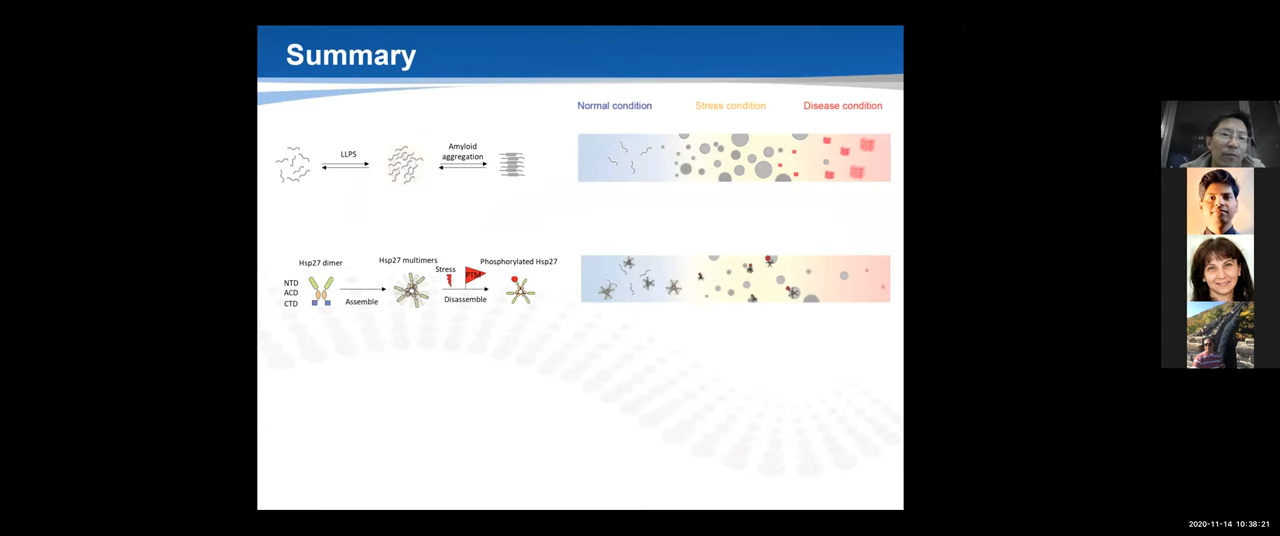 Summary
Normal condition
Stress condition
Disease condition
LLPS
Amyloid
aggregation
Hsp27 dimer
Hsp27 multimers
Phosphorylated Hsp27
Stress
PTM
NTD
ACD
CTD
Assemble
Disassemble
2020-11-14 10:38:21